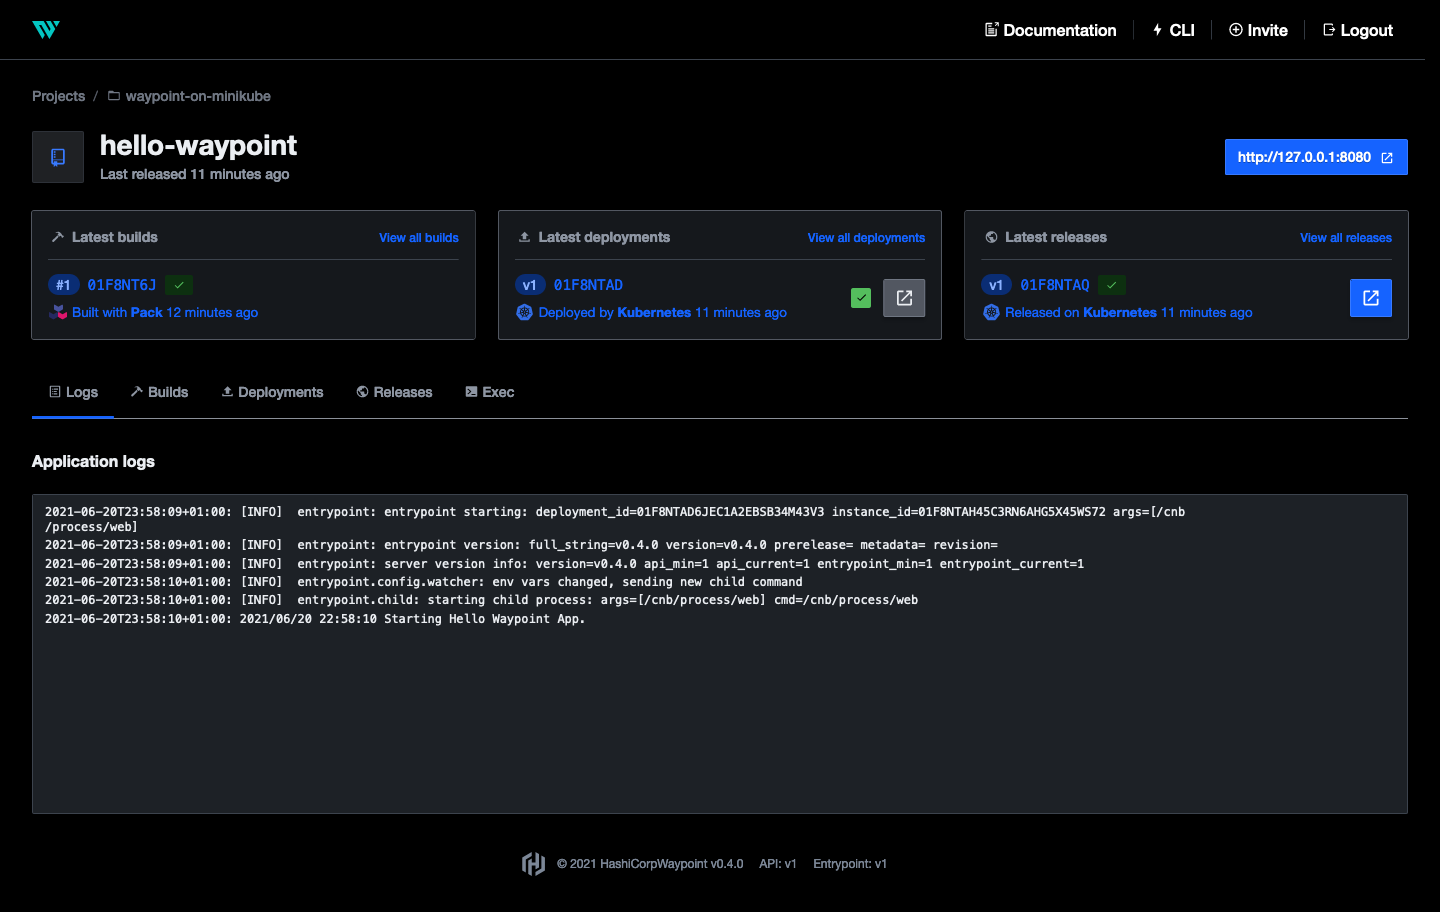 Documentation
CLI
Invite
Logout
Projects / waypoint-on-minikube
hello-waypoint
Last released 11 minutes ago
http://127.0.0.1:8080
Latest builds
View all builds
#1 01F8NT6J
Built with Pack 12 minutes ago
Latest deployments
View all deployments
v1 01F8NTAD
Deployed by Kubernetes 11 minutes ago
Latest releases
View all releases
v1 01F8NTAQ
Released on Kubernetes 11 minutes ago
Logs
Builds
Deployments
Releases
Exec
Application logs
2021-06-20T23:58:09+01:00: [INFO]  entrypoint: entrypoint starting: deployment_id=01F8NTAD6JEC1A2EBSB34M43V3 instance_id=01F8NTAH45C3RN6AHG5X45WS72 args=[/cnb
/process/web]
2021-06-20T23:58:09+01:00: [INFO]  entrypoint: entrypoint version: full_string=v0.4.0 version=v0.4.0 prerelease= metadata= revision=
2021-06-20T23:58:09+01:00: [INFO]  entrypoint: server version info: version=v0.4.0 api_min=1 api_current=1 entrypoint_min=1 entrypoint_current=1
2021-06-20T23:58:10+01:00: [INFO]  entrypoint.config.watcher: env vars changed, sending new child command
2021-06-20T23:58:10+01:00: [INFO]  entrypoint.child: starting child process: args=[/cnb/process/web] cmd=/cnb/process/web
2021-06-20T23:58:10+01:00: 2021/06/20 22:58:10 Starting Hello Waypoint App.
© 2021 HashiCorpWaypoint v0.4.0
API: v1
Entrypoint: v1